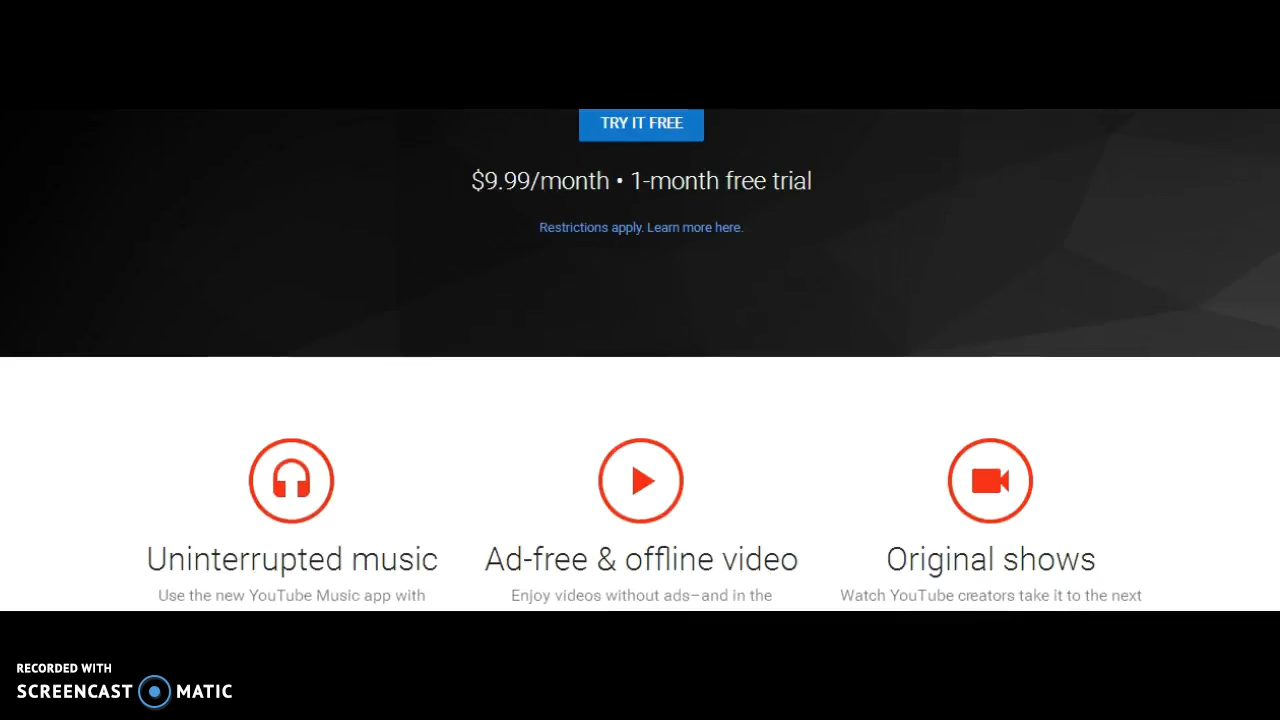 TRY IT FREE
$9.99/month • 1-month free trial
Restrictions apply. Learn more here.
Uninterrupted music
Use the new YouTube Music app with
Ad-free & offline video
Enjoy videos without ads–and in the
Original shows
Watch YouTube creators take it to the next
RECORDED WITH
SCREENCAST MATIC